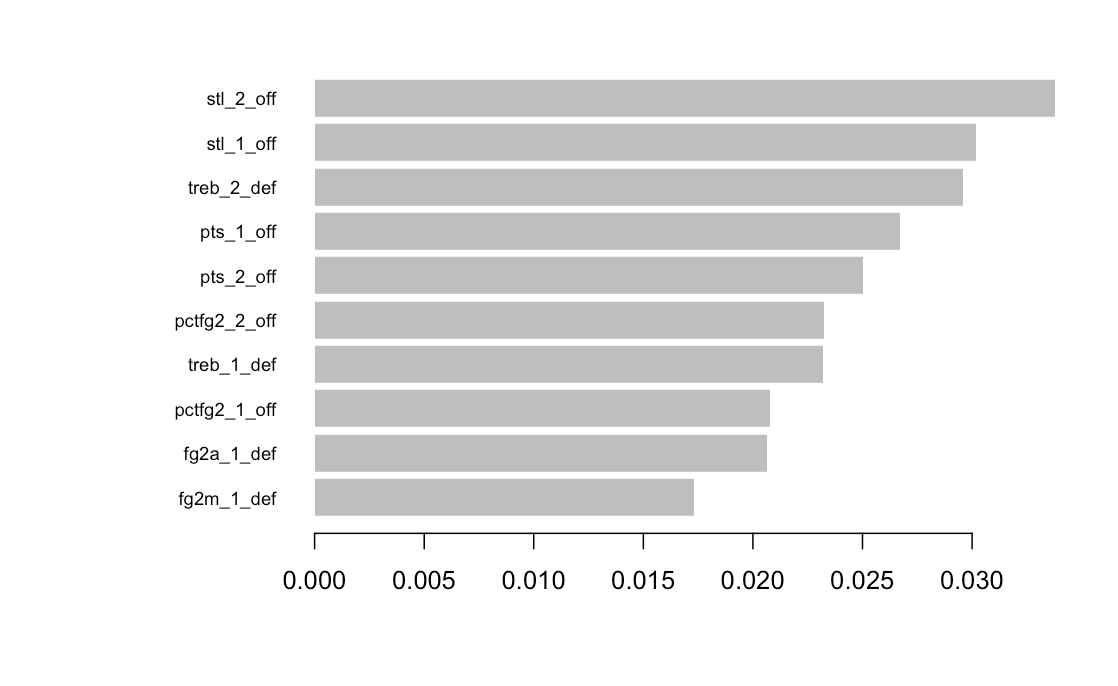 stl_2_off
stl_1_off
treb_2_def
pts_1_off
pts_2_off
pctfg2_2_off
treb_1_def
pctfg2_1_off
fg2a_1_def
fg2m_1_def
0.000 0.005 0.010 0.015 0.020 0.025 0.030